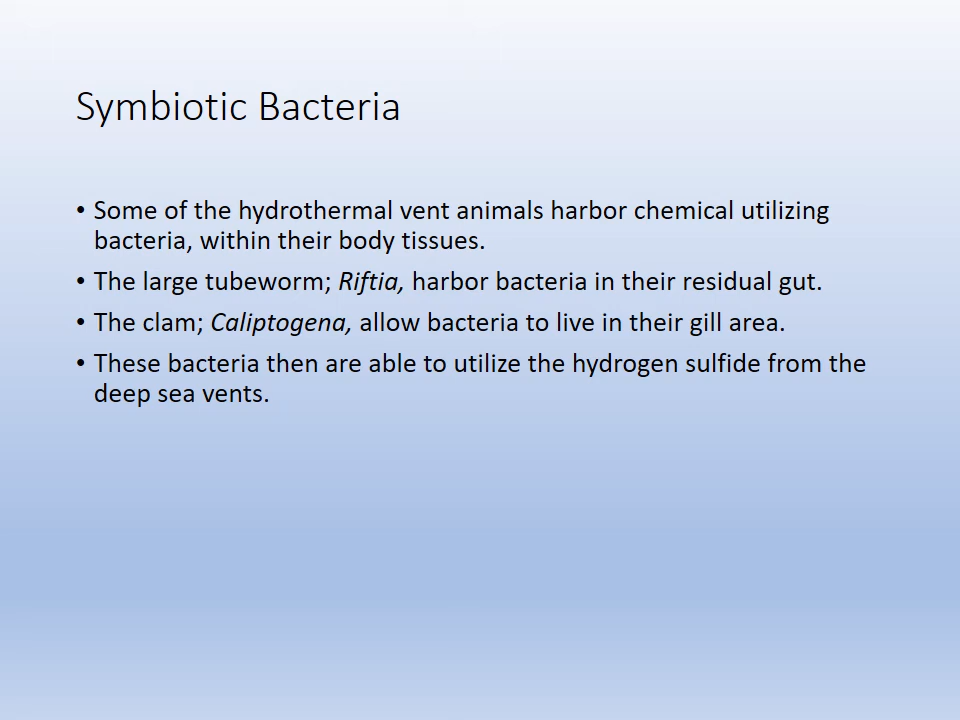 Symbiotic Bacteria
• Some of the hydrothermal vent animals harbor chemical utilizing
bacteria, within their body tissues.
• The large tubeworm; Riftia, harbor bacteria in their residual gut.
• The clam; Caliptogena, allow bacteria to live in their gill area.
• These bacteria then are able to utilize the hydrogen sulfide from the
deep sea vents.